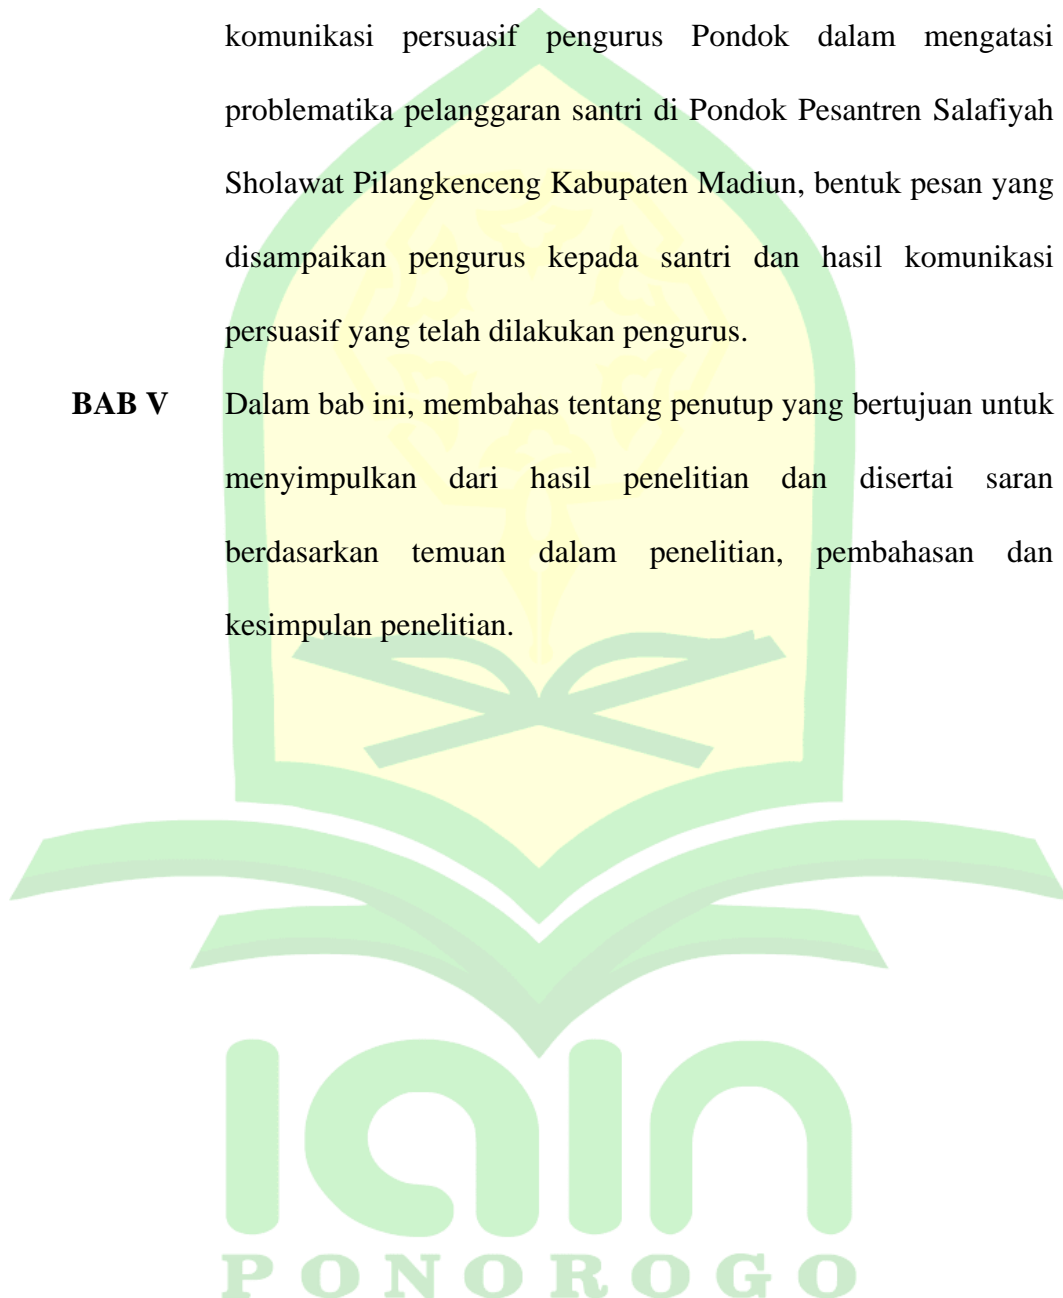 komunikasi persuasif pengurus Pondok dalam mengatasi
problematika pelanggaran santri di Pondok Pesantren Salafiyah
Sholawat Pilangkenceng Kabupaten Madiun, bentuk pesan yang
disampaikan pengurus kepada santri dan hasil komunikasi
persuasif yang telah dilakukan pengurus.
BAB V Dalam bab ini, membahas tentang penutup yang bertujuan untuk
menyimpulkan dari hasil penelitian dan disertai saran
berdasarkan temuan dalam penelitian, pembahasan dan
kesimpulan penelitian.
iain
PONOROGO